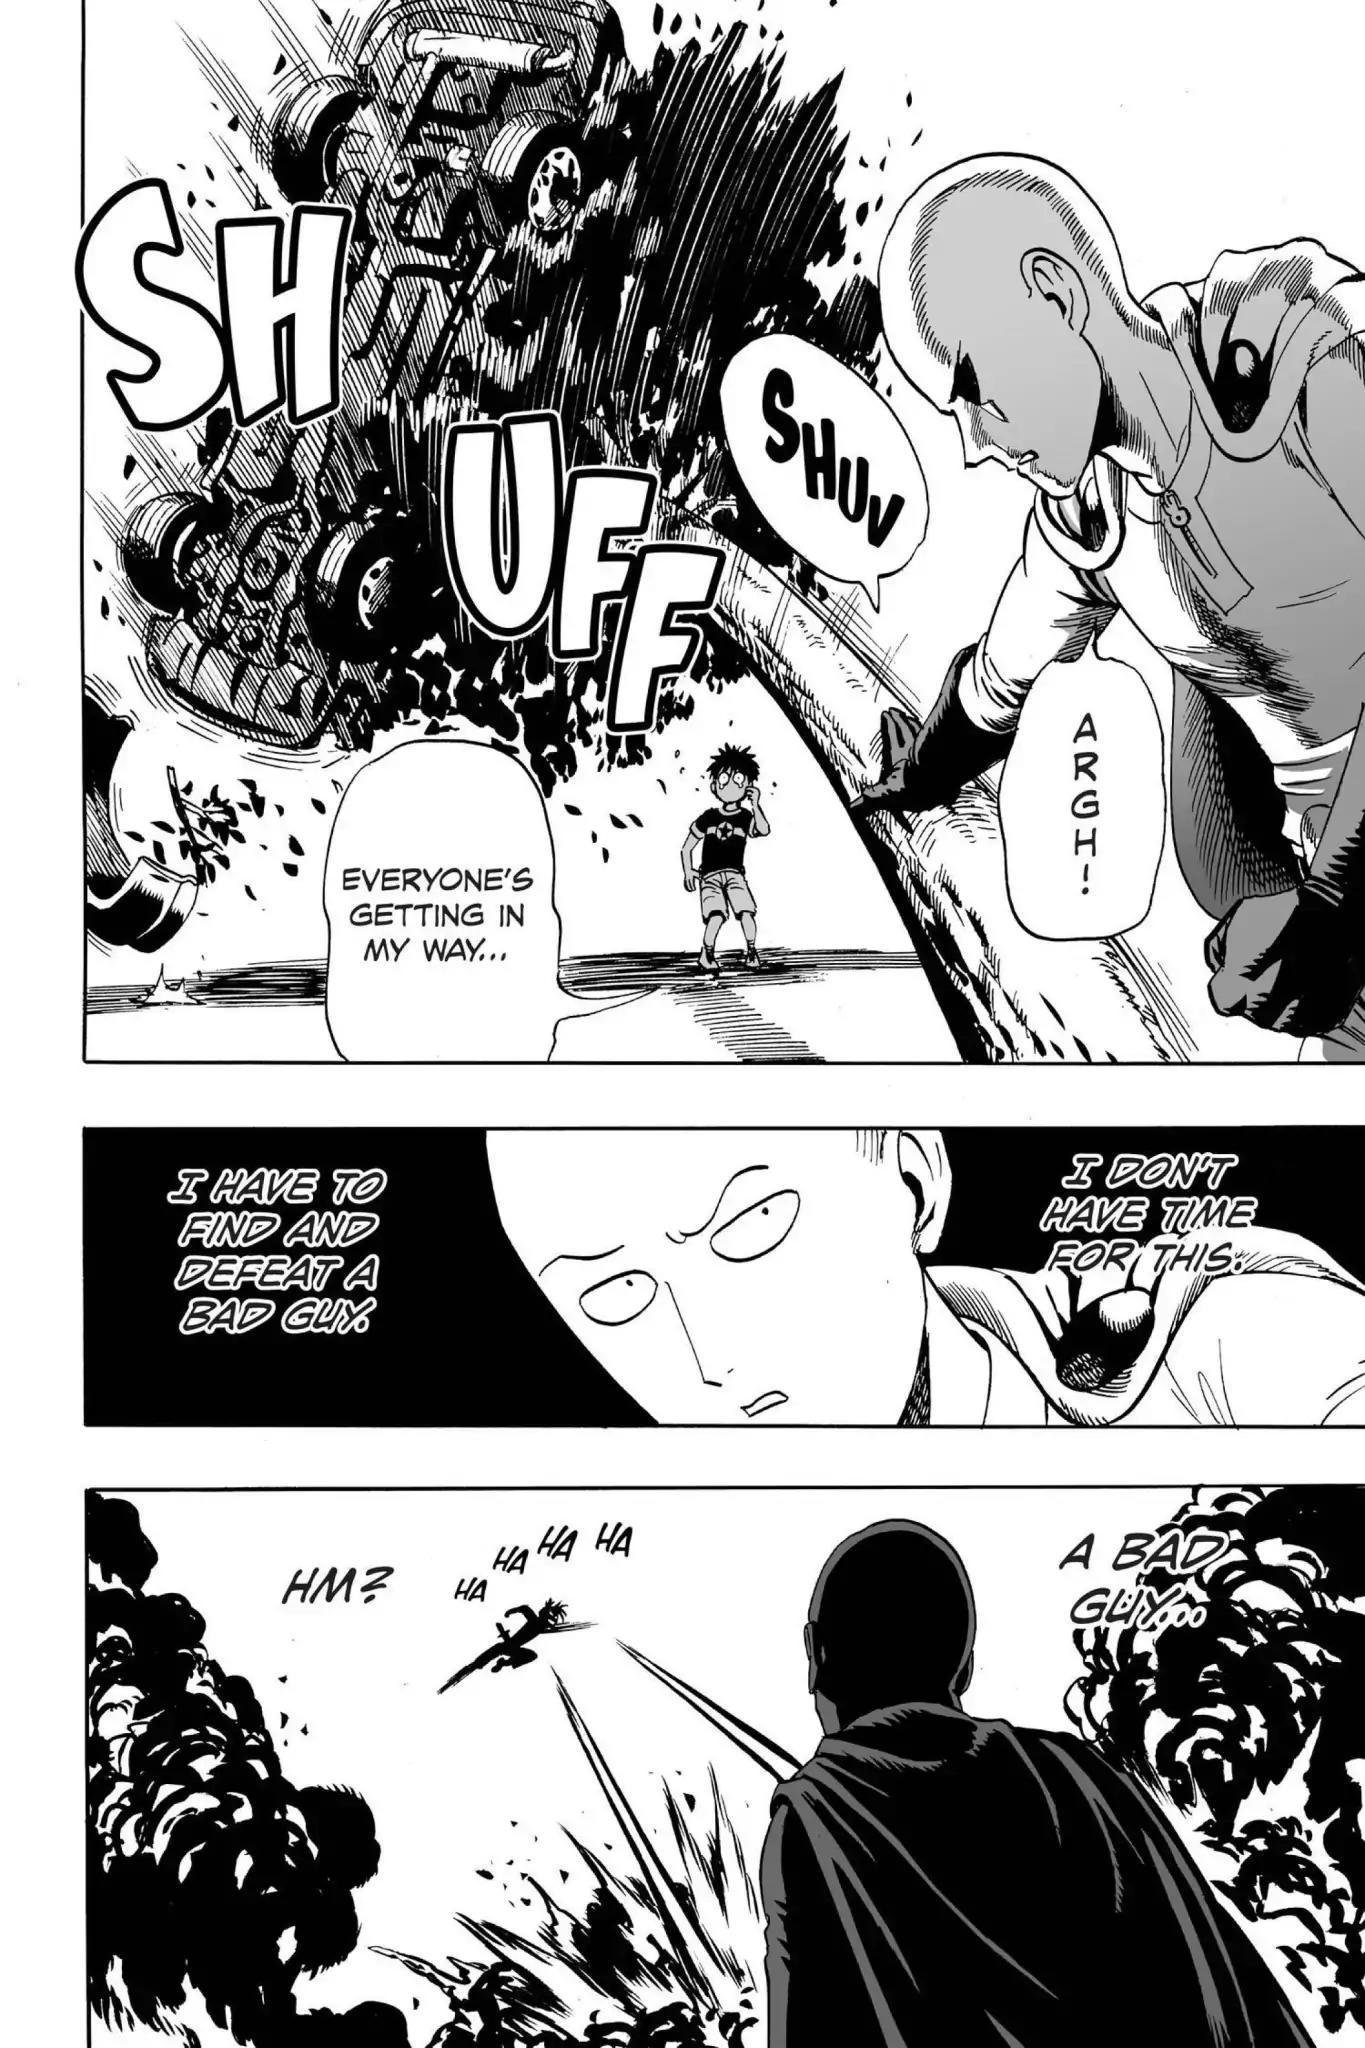 ARGH!
SHUV
SH
UFF
EVERYONE'S
GETTING IN
MY WAY...
I DON'T
HAVE TIME
FOR THIS.
I HAVE TO
FIND AND
DEFEAT A
BAD GUY.
A BAD
GUY...
HA HA HA HA
HM?